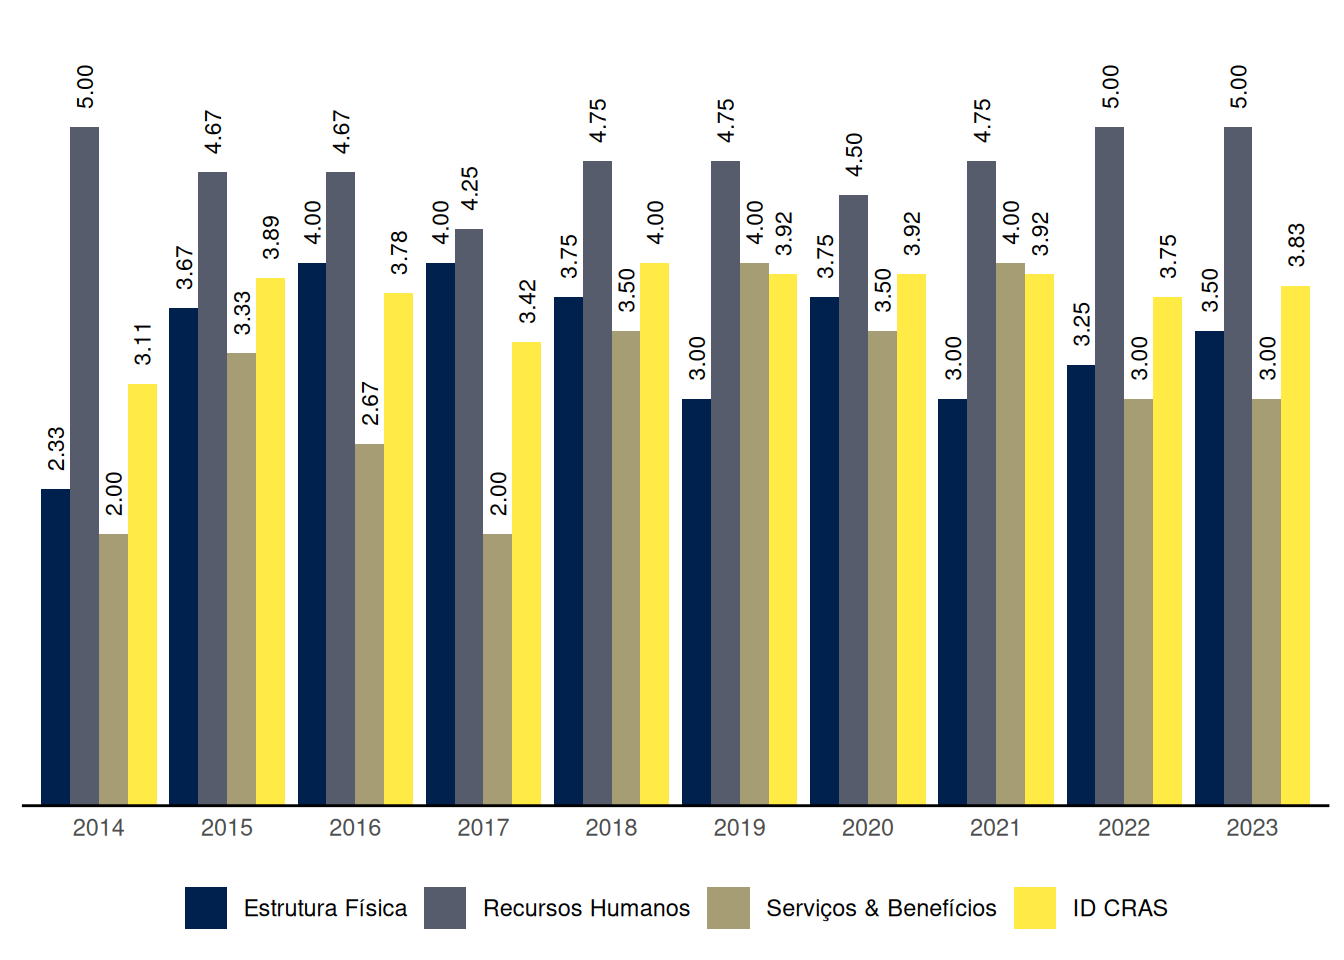 2.33 5.00 2.00 3.11 3.67 4.67 3.33 3.89 4.00 4.67 2.67 3.78 4.00 4.25 2.00 3.42 3.75 4.75 3.50 4.00 3.00 4.75 4.00 3.92 3.75 4.50 3.50 3.92 3.00 4.75 4.00 3.92 3.25 5.00 3.00 3.75 3.50 5.00 3.00 3.83
2014 2015 2016 2017 2018 2019 2020 2021 2022 2023
Estrutura Física Recursos Humanos Serviços & Benefícios ID CRAS